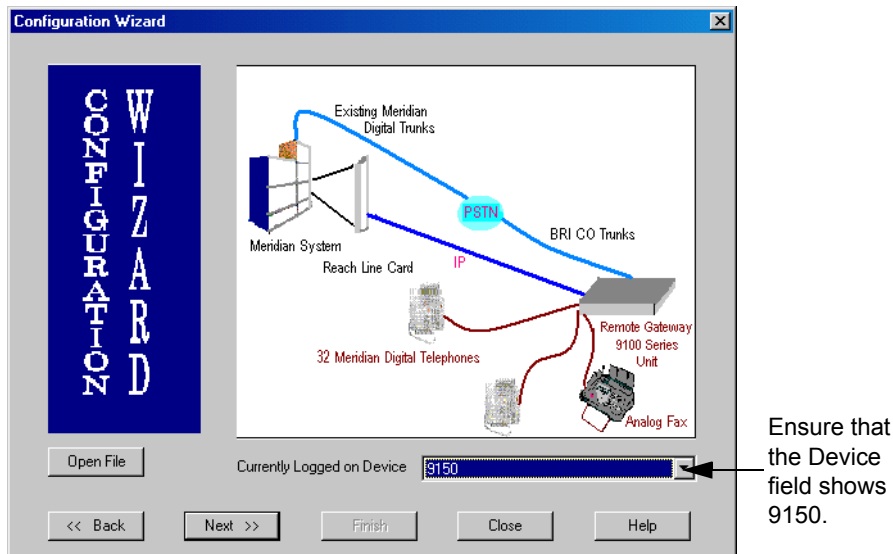 Configuration Wizard
CONFIGURATION
WIZARD
Existing Meridian
Digital Trunks
PSTN
BRI CO Trunks
Meridian System
Reach Line Card
IP
Remote Gateway
9100 Series
Unit
32 Meridian Digital Telephones
Analog Fax
Open File
Currently Logged on Device
9150
<< Back
Next >>
Finish
Close
Help
Ensure that
the Device
field shows
9150.